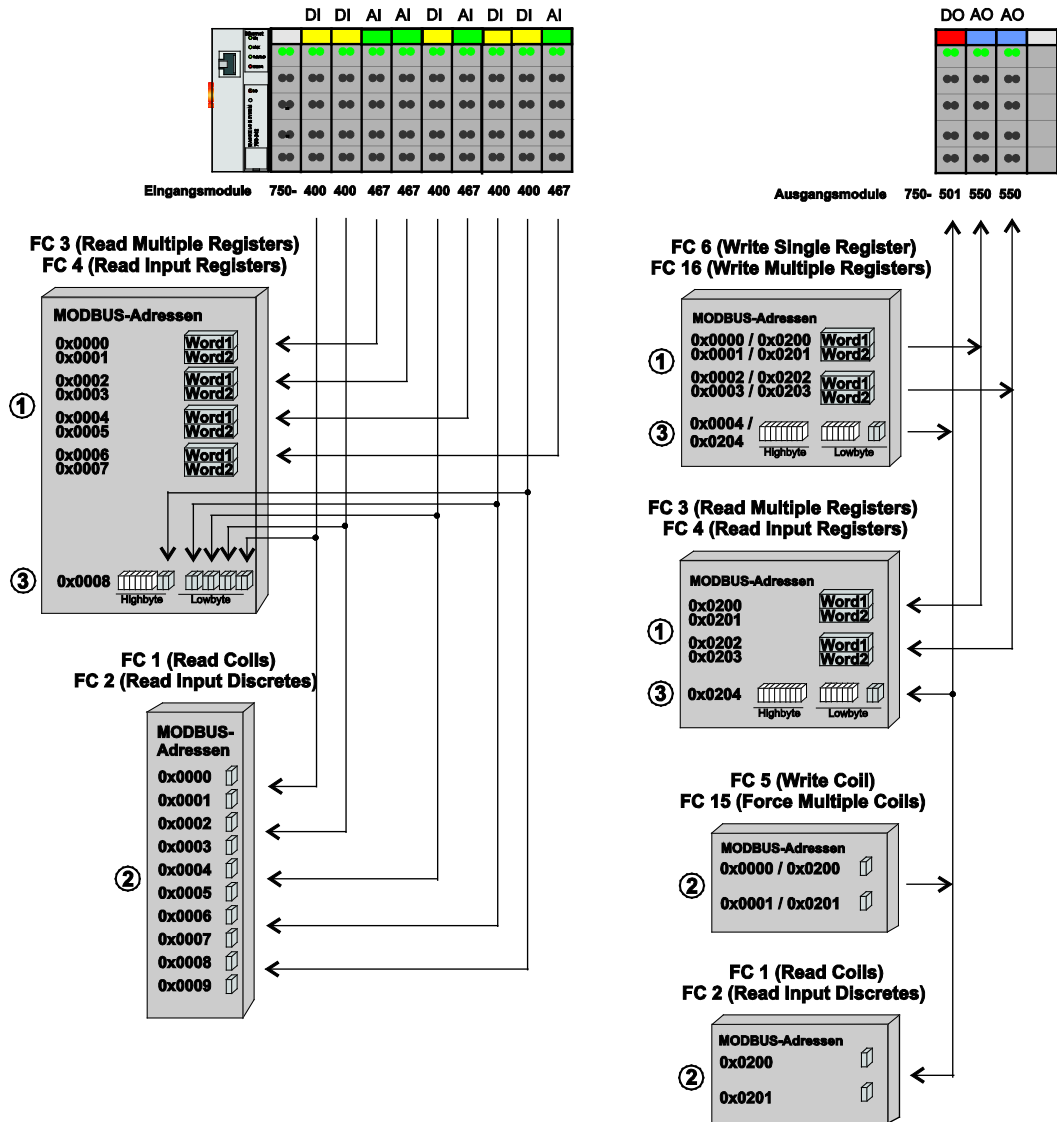 DI DI AI AI DI AI DI DI AI
DO AO AO
Eingangsmodule 750- 400 400 467 467 400 467 400 400 467
Ausgangsmodule 750- 501 550 550
FC 3 (Read Multiple Registers)
FC 4 (Read Input Registers)
MODBUS-Adressen
0x0000 Word1
0x0001 Word2
0x0002 Word1
0x0003 Word2
1
0x0004 Word1
0x0005 Word2
0x0006 Word1
0x0007 Word2
3 0x0008
Highbyte Lowbyte
FC 1 (Read Coils)
FC 2 (Read Input Discretes)
MODBUS-
Adressen
0x0000
0x0001
0x0002
0x0003
2 0x0004
0x0005
0x0006
0x0007
0x0008
0x0009
FC 6 (Write Single Register)
FC 16 (Write Multiple Registers)
MODBUS-Adressen
1
0x0000 / 0x0200 Word1
0x0001 / 0x0201 Word2
0x0002 / 0x0202 Word1
0x0003 / 0x0203 Word2
3 0x0004 /
0x0204
Highbyte Lowbyte
FC 3 (Read Multiple Registers)
FC 4 (Read Input Registers)
MODBUS-Adressen
0x0200 Word1
0x0201 Word2
1
0x0202 Word1
0x0203 Word2
3 0x0204
Highbyte Lowbyte
FC 5 (Write Coil)
FC 15 (Force Multiple Coils)
MODBUS-Adressen
0x0000 / 0x0200
2
0x0001 / 0x0201
FC 1 (Read Coils)
FC 2 (Read Input Discretes)
MODBUS-Adressen
0x0200
2
0x0201